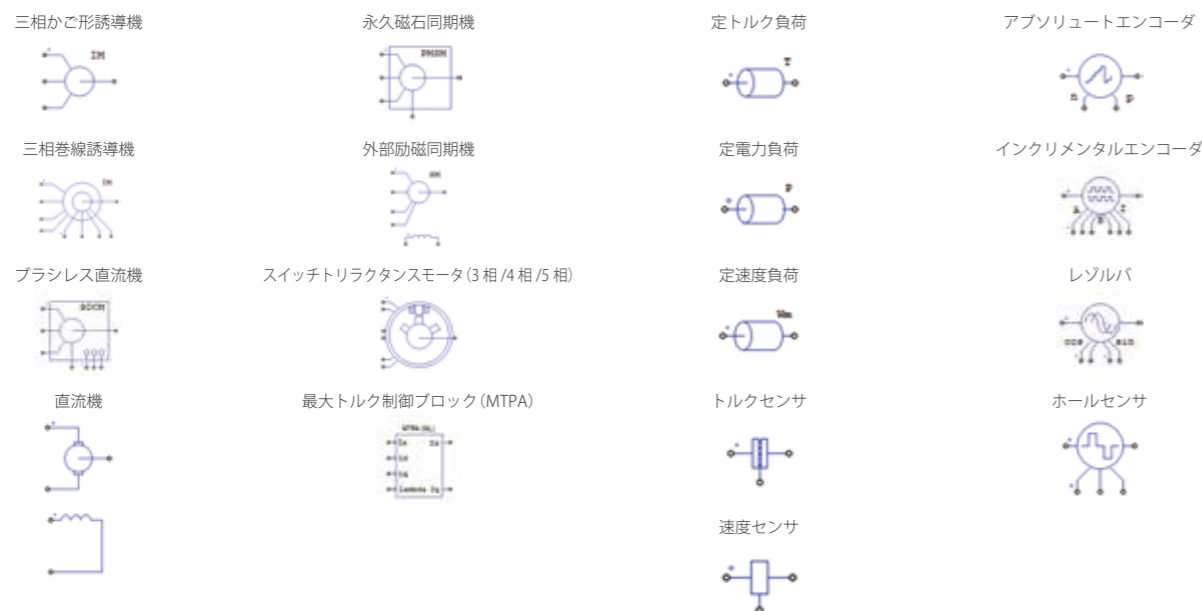 三相かご形誘導機
永久磁石同期機
定トルク負荷
アブソリュートエンコーダ
IM
PMSM
T
n
p
三相巻線誘導機
外部励磁同期機
定電力負荷
インクリメンタルエンコーダ
IM
SM
P
A
B
Z
ブラシレス直流機
スイッチトリラクタンスモータ(3 相 /4 相 /5 相)
定速度負荷
レゾルバ
BDCM
Wm
cos
sin
直流機
最大トルク制御ブロック(MTPA)
トルクセンサ
ホールセンサ
Lambda
速度センサ